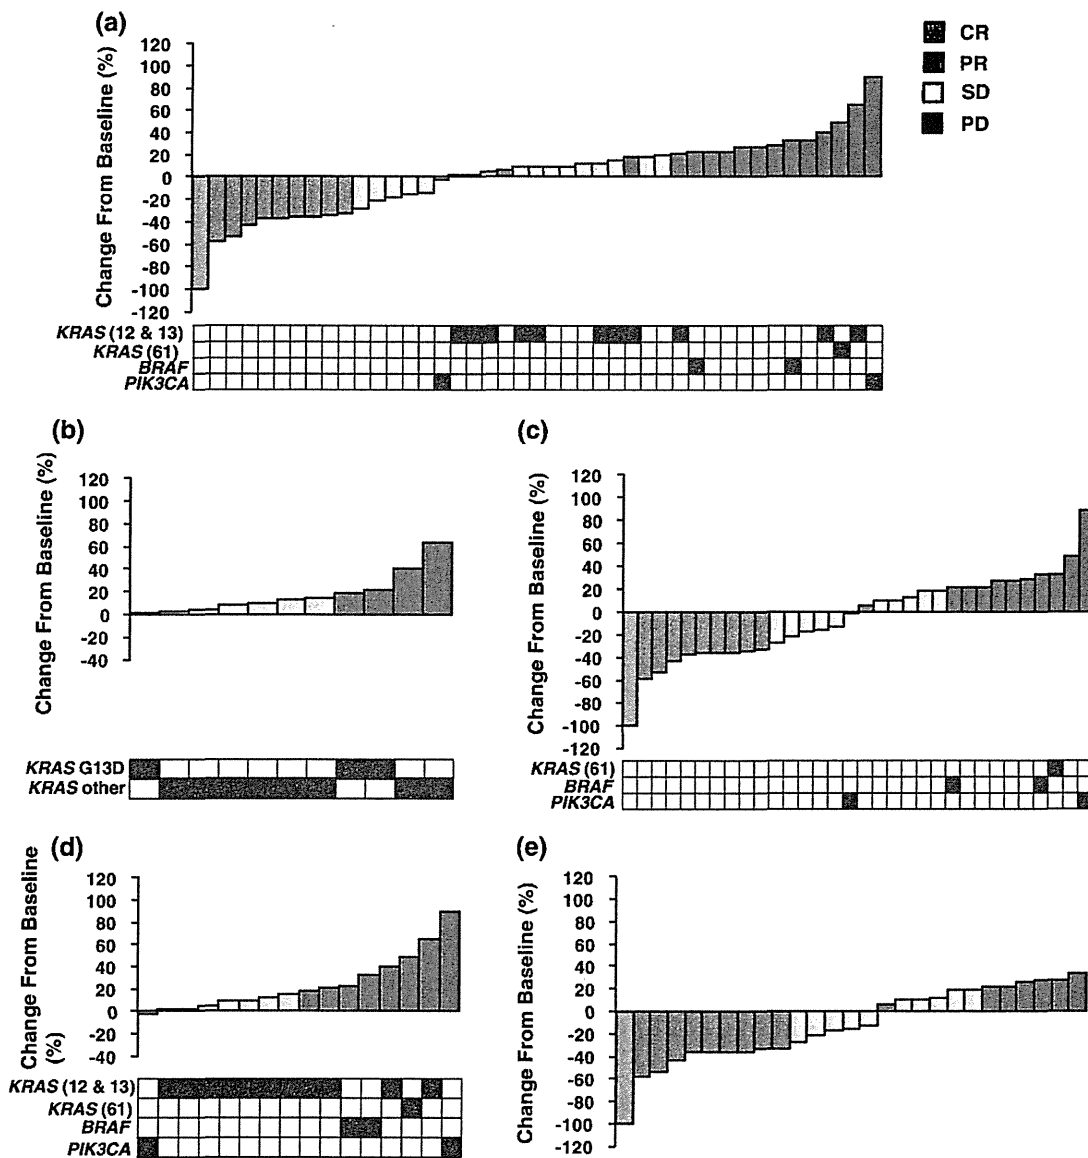 (a)
Change From Baseline (%)
120
100
80
60
40
20
0
-20
-40
-60
-80
-100
-120
CR
PR
SD
PD
KRAS (12 & 13)
KRAS (61)
BRAF
PIK3CA
(b)
Change From Baseline (%)
120
100
80
60
40
20
0
-20
-40
KRAS G13D
KRAS other
(c)
Change From Baseline (%)
120
100
80
60
40
20
0
-20
-40
-60
-80
-100
-120
KRAS (61)
BRAF
PIK3CA
(d)
Change From Baseline
(%)
120
100
80
60
40
20
0
-20
-40
KRAS (12 & 13)
KRAS (61)
BRAF
PIK3CA
(e)
Change From Baseline (%)
120
100
80
60
40
20
0
-20
-40
-60
-80
-100
-120